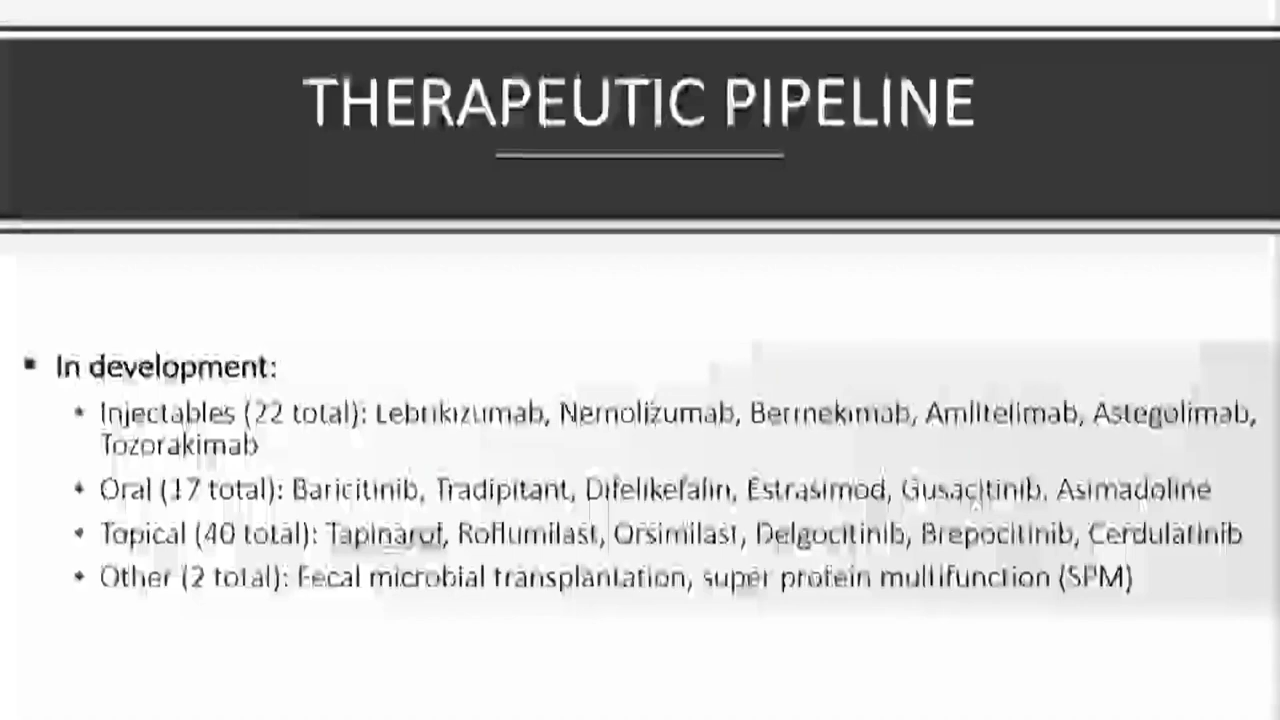 THERAPEUTIC PIPELINE
▪ In development:
• Injectables (22 total): Lebrikizumab, Nemolizumab, Bermekimab, Amlitelimab, Astegolimab,
Tozorakimab
• Oral (17 total): Baricitinib, Tradipitant, Difelikefalin, Estrasimod, Gusacitinib, Asimadoline
• Topical (40 total): Tapinarof, Roflumilast, Orsimilast, Delgocitinib, Brepocitinib, Cerdulatinib
• Other (2 total): Fecal microbial transplantation, super protein multifunction (SPM)